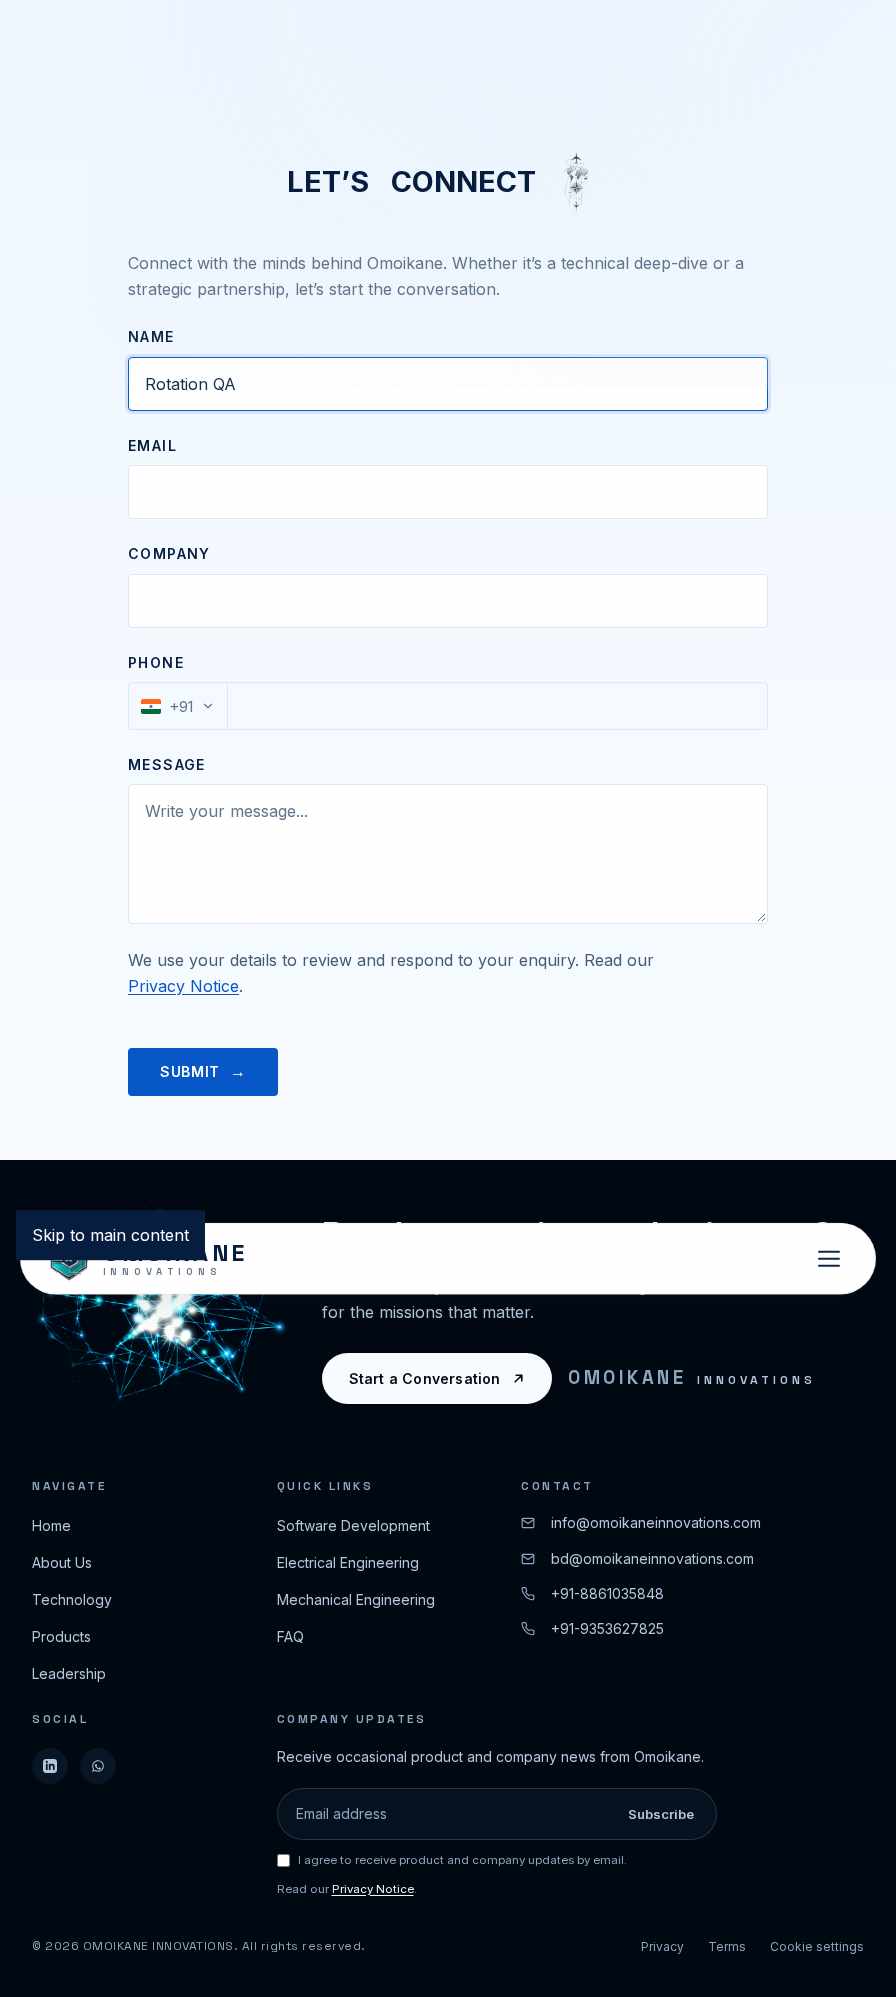 LET’S CONNECT
Connect with the minds behind Omoikane. Whether it’s a technical deep-dive or a
strategic partnership, let’s start the conversation.
NAME
Rotation QA
EMAIL
COMPANY
PHONE
+91
MESSAGE
Write your message...
We use your details to review and respond to your enquiry. Read our
Privacy Notice.
SUBMIT →
Skip to main content
INNOVATIONS
for the missions that matter.
Start a Conversation
OMOIKANE INNOVATIONS
NAVIGATE
Home
About Us
Technology
Products
Leadership
QUICK LINKS
Software Development
Electrical Engineering
Mechanical Engineering
FAQ
CONTACT
info@omoikaneinnovations.com
bd@omoikaneinnovations.com
+91-8861035848
+91-9353627825
SOCIAL
COMPANY UPDATES
Receive occasional product and company news from Omoikane.
Email address
Subscribe
I agree to receive product and company updates by email.
Read our Privacy Notice.
© 2026 OMOIKANE INNOVATIONS. All rights reserved.
Privacy
Terms
Cookie settings